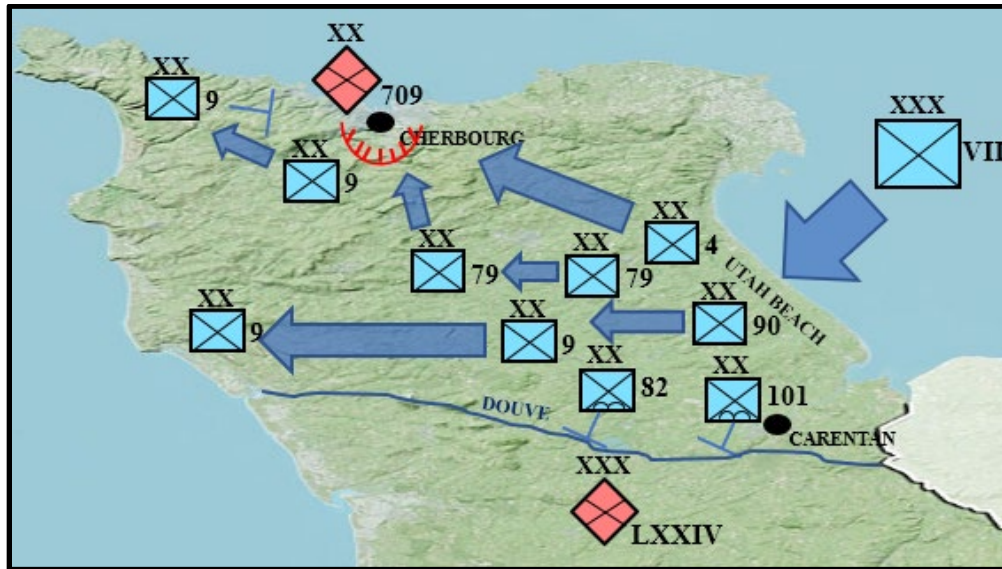 XX
709
CHERBOURG
XX
9
XX
9
XXX
VII
XX
4
XX
79
XX
79
UTAH BEACH
XX
90
XX
9
XX
9
XX
82
XX
101
DOUVE
CARENTAN
XXX
LXXIV